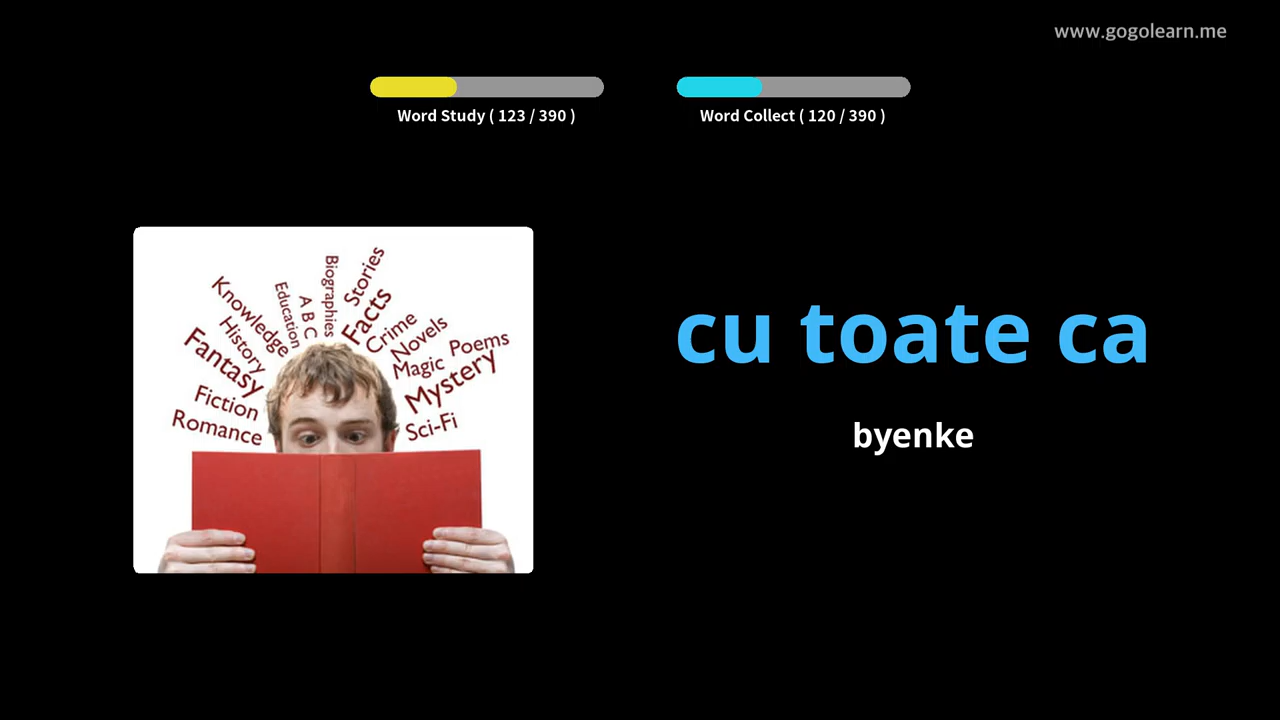 www.gogolearn.me
Word Study ( 123 / 390 )
Word Collect ( 120 / 390 )
Knowledge
History
Fantasy
Fiction
Romance
Education
A B C
Biographies
Stories
Facts
Crime
Novels
Magic
Poems
Mystery
Sci-Fi
cu toate ca
byenke